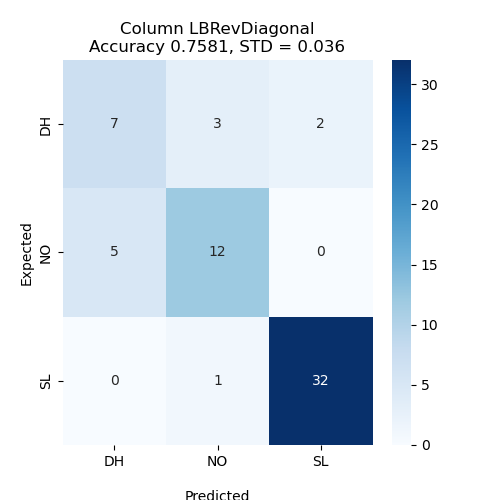 Column LBRevDiagonal
Accuracy 0.7581, STD = 0.036
DH 7 3 2
NO 5 12 0
SL 0 1 32
DH NO SL
Expected
Predicted
30
25
20
15
10
5
0